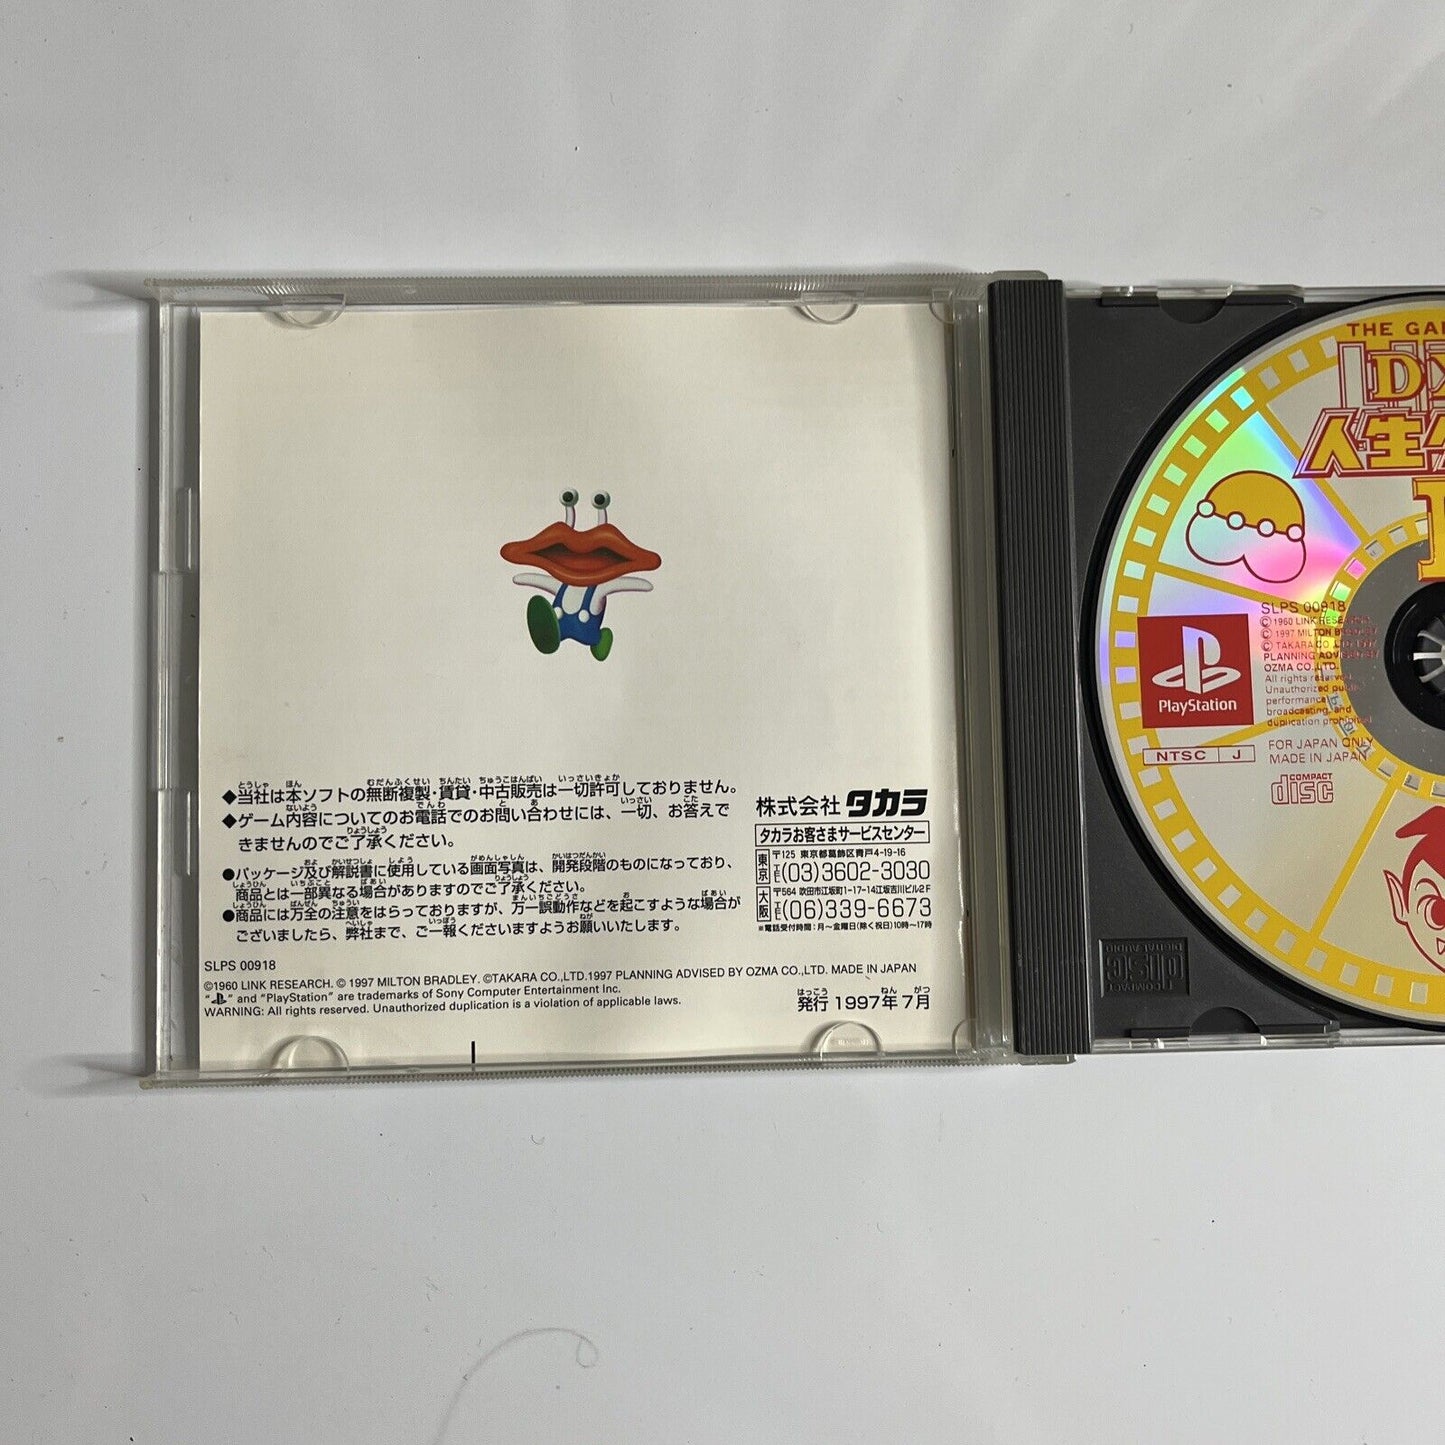 ◆当社は本ソフトの無断複製・賃貸・中古販売は一切許可しておりません。
◆ゲーム内容についてのお電話でのお問い合わせには、一切、お答えで
きませんのでご了承ください。
●パッケージ及び解説書に使用している画面写真は、開発段階のものになっており、
商品とは一部異なる場合がありますのでご了承ください。
●商品には万全の注意をはらっておりますが、万一誤動作などを起こすような場合が
ございましたら、弊社まで、ご一報くださいますようお願いいたします。
株式会社 タカラ
タカラお客さまサービスセンター
東京 〒125 東京都葛飾区青戸4-19-16
TEL (03)3602-3030
大阪 〒564 吹田市江坂町1-17-14江坂吉川ビル2F
TEL (06)339-6673
※電話受付時間:月〜金曜日(除く祝日)10時〜17時
SLPS 00918
©1960 LINK RESEARCH. © 1997 MILTON BRADLEY. ©TAKARA CO.,LTD.1997 PLANNING ADVISED BY OZMA CO.,LTD. MADE IN JAPAN
" " and "PlayStation" are trademarks of Sony Computer Entertainment Inc.
WARNING: All rights reserved. Unauthorized duplication is a violation of applicable laws.
発行 1997年7月
THE GA
DX
人生
SLPS 00918
© 1960 LINK RESEARCH
© 1997 MILTON BRADLEY
© TAKARA CO.,LTD.
PLANNING ADVISED BY
OZMA CO.,LTD.
All rights reserved.
Unauthorized public
performance,
broadcasting, and
duplication prohibited
PlayStation
NTSC J
FOR JAPAN ONLY
MADE IN JAPAN
COMPACT
disc
COMPACT
disc
DIGITAL AUDIO